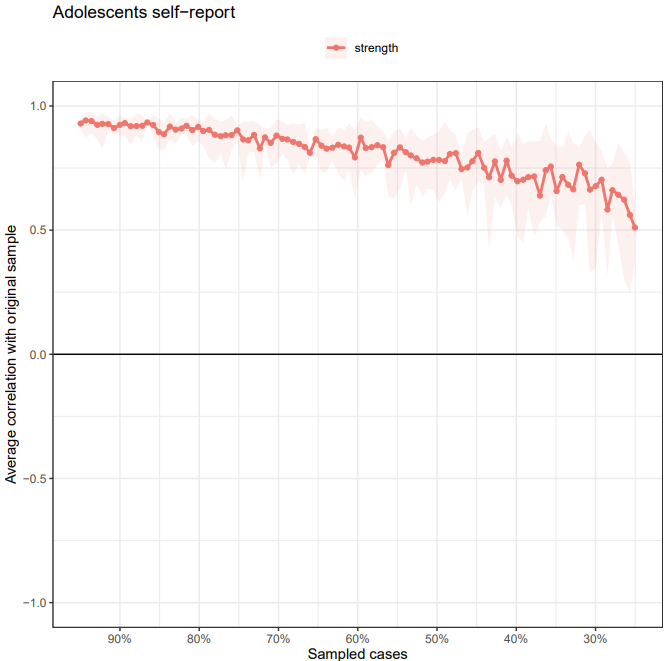 Adolescents self−report
strength
1.0
0.5
0.0
−0.5
−1.0
Average correlation with original sample
90% 80% 70% 60% 50% 40% 30%
Sampled cases